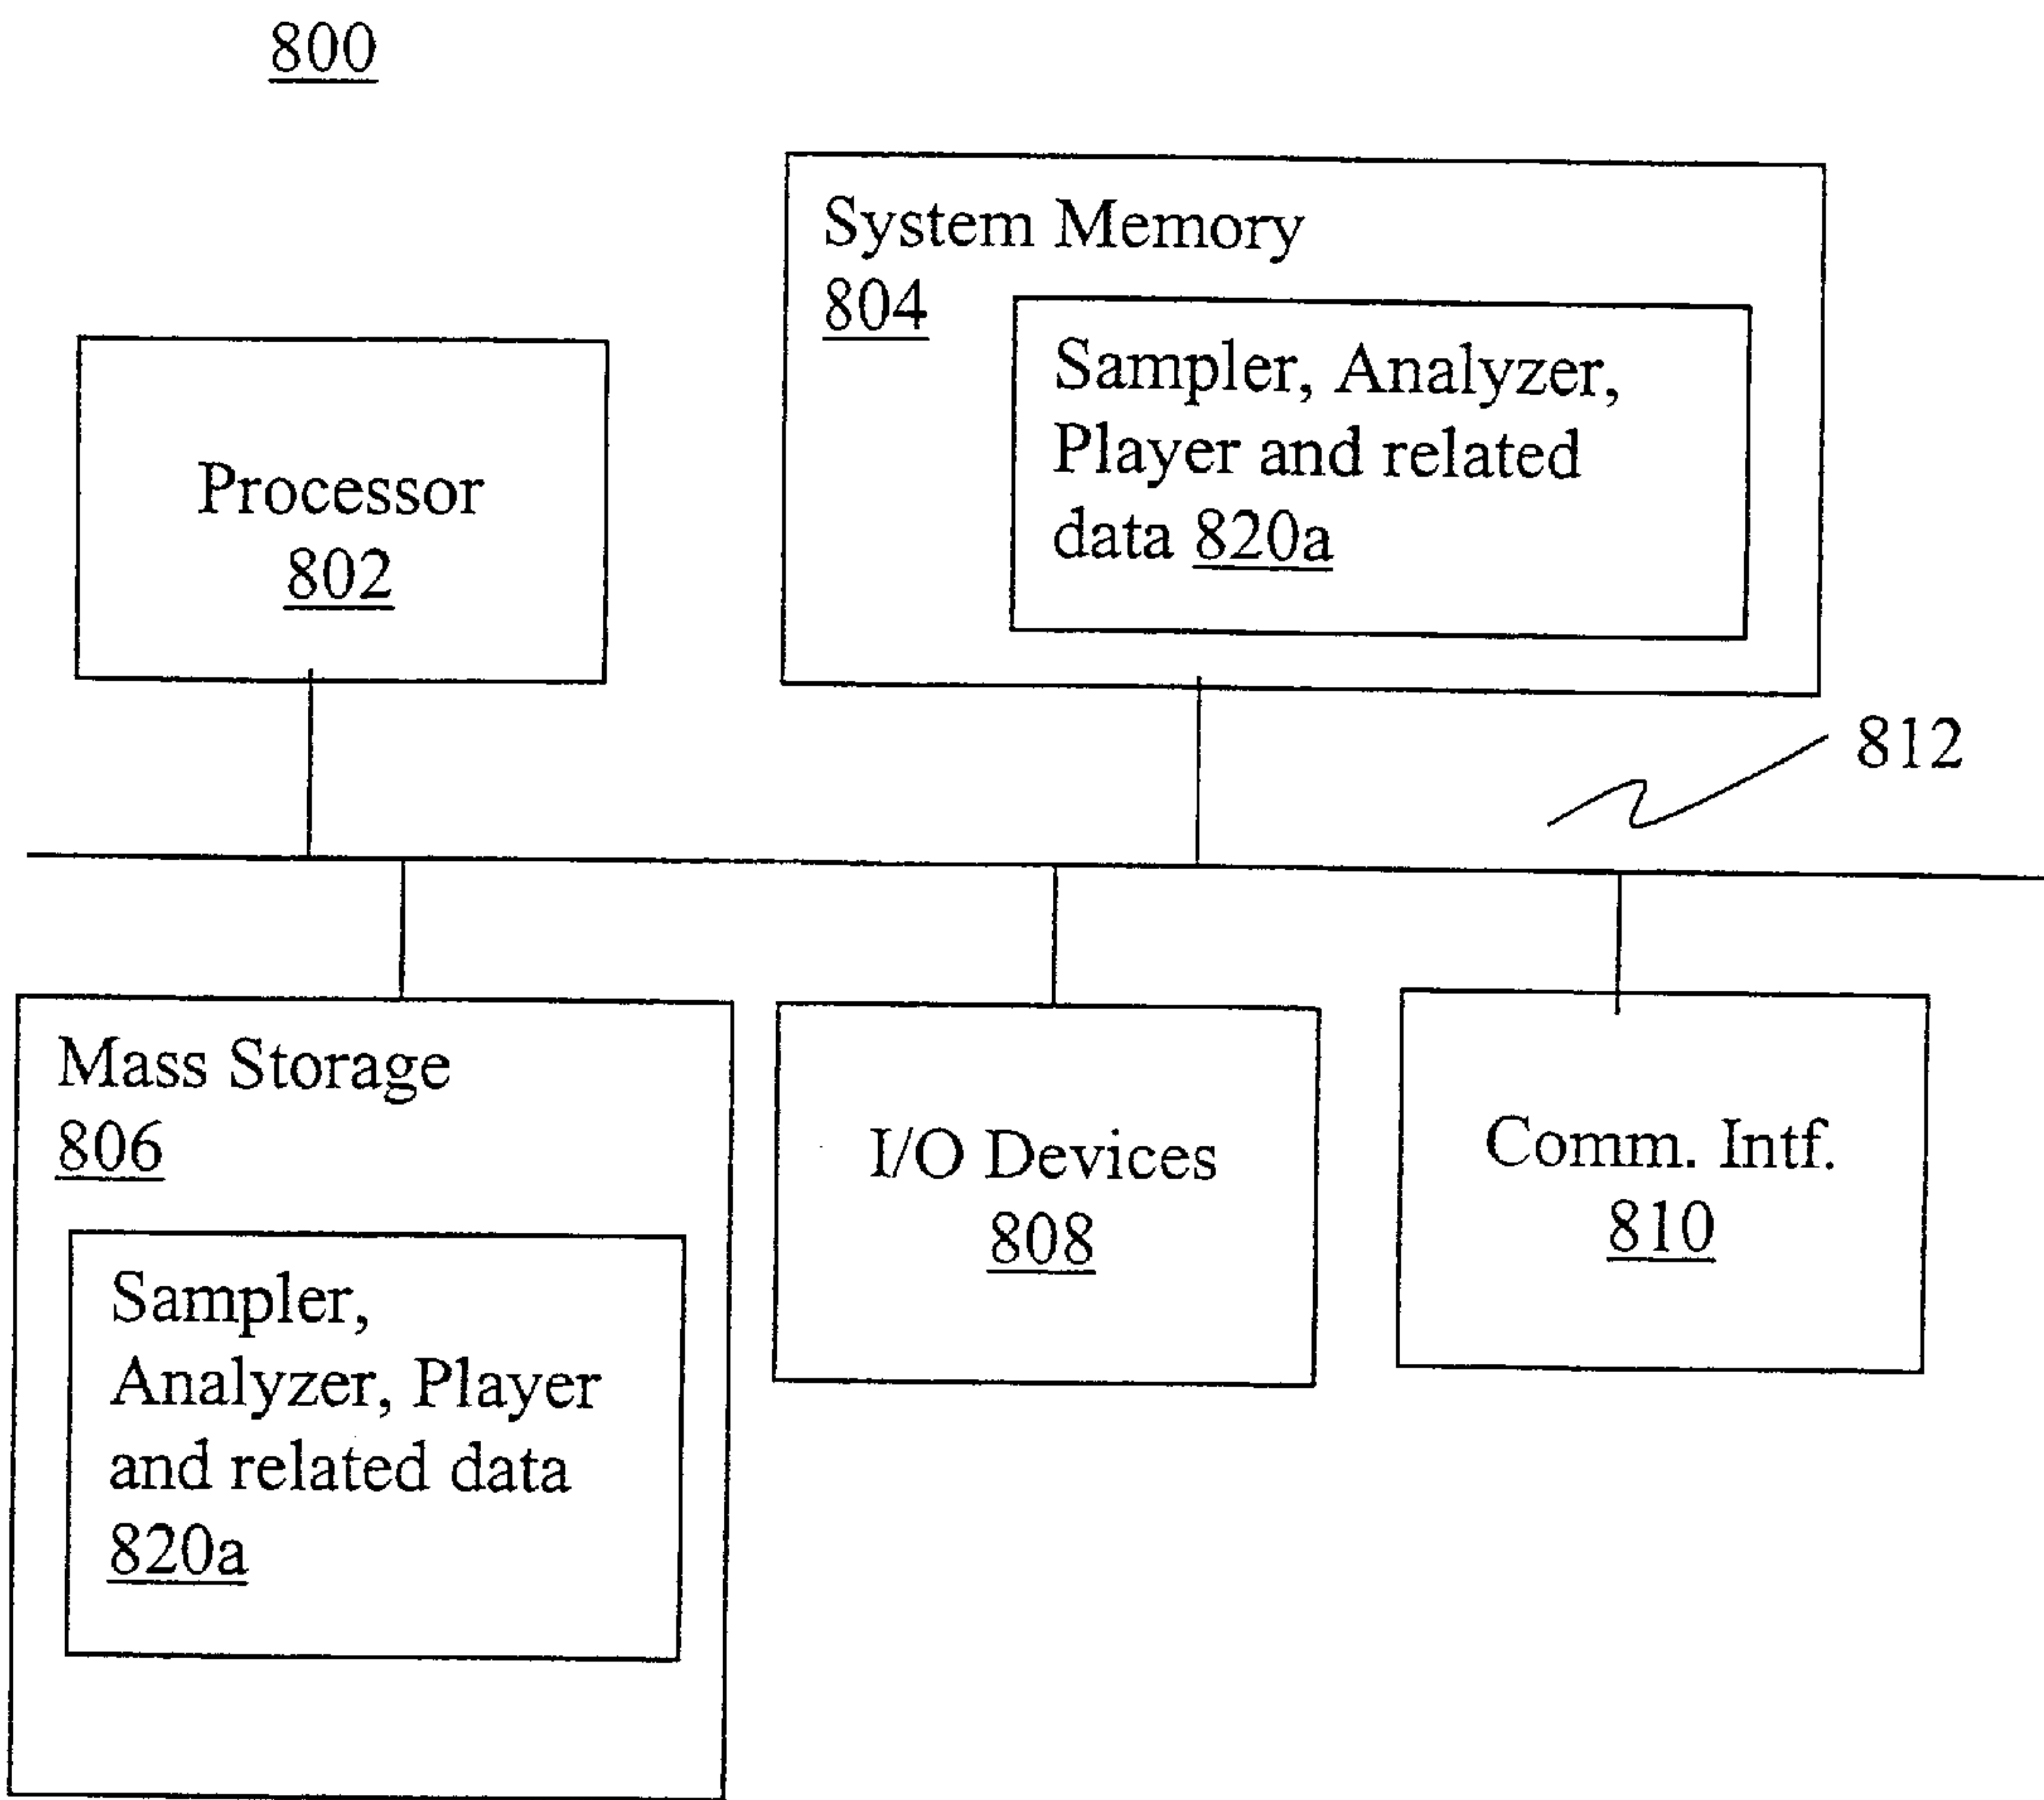 800
System Memory
804
Sampler, Analyzer,
Player and related
data 820a
Processor
802
812
Mass Storage
806
Sampler,
Analyzer, Player
and related data
820a
I/O Devices
808
Comm. Intf.
810